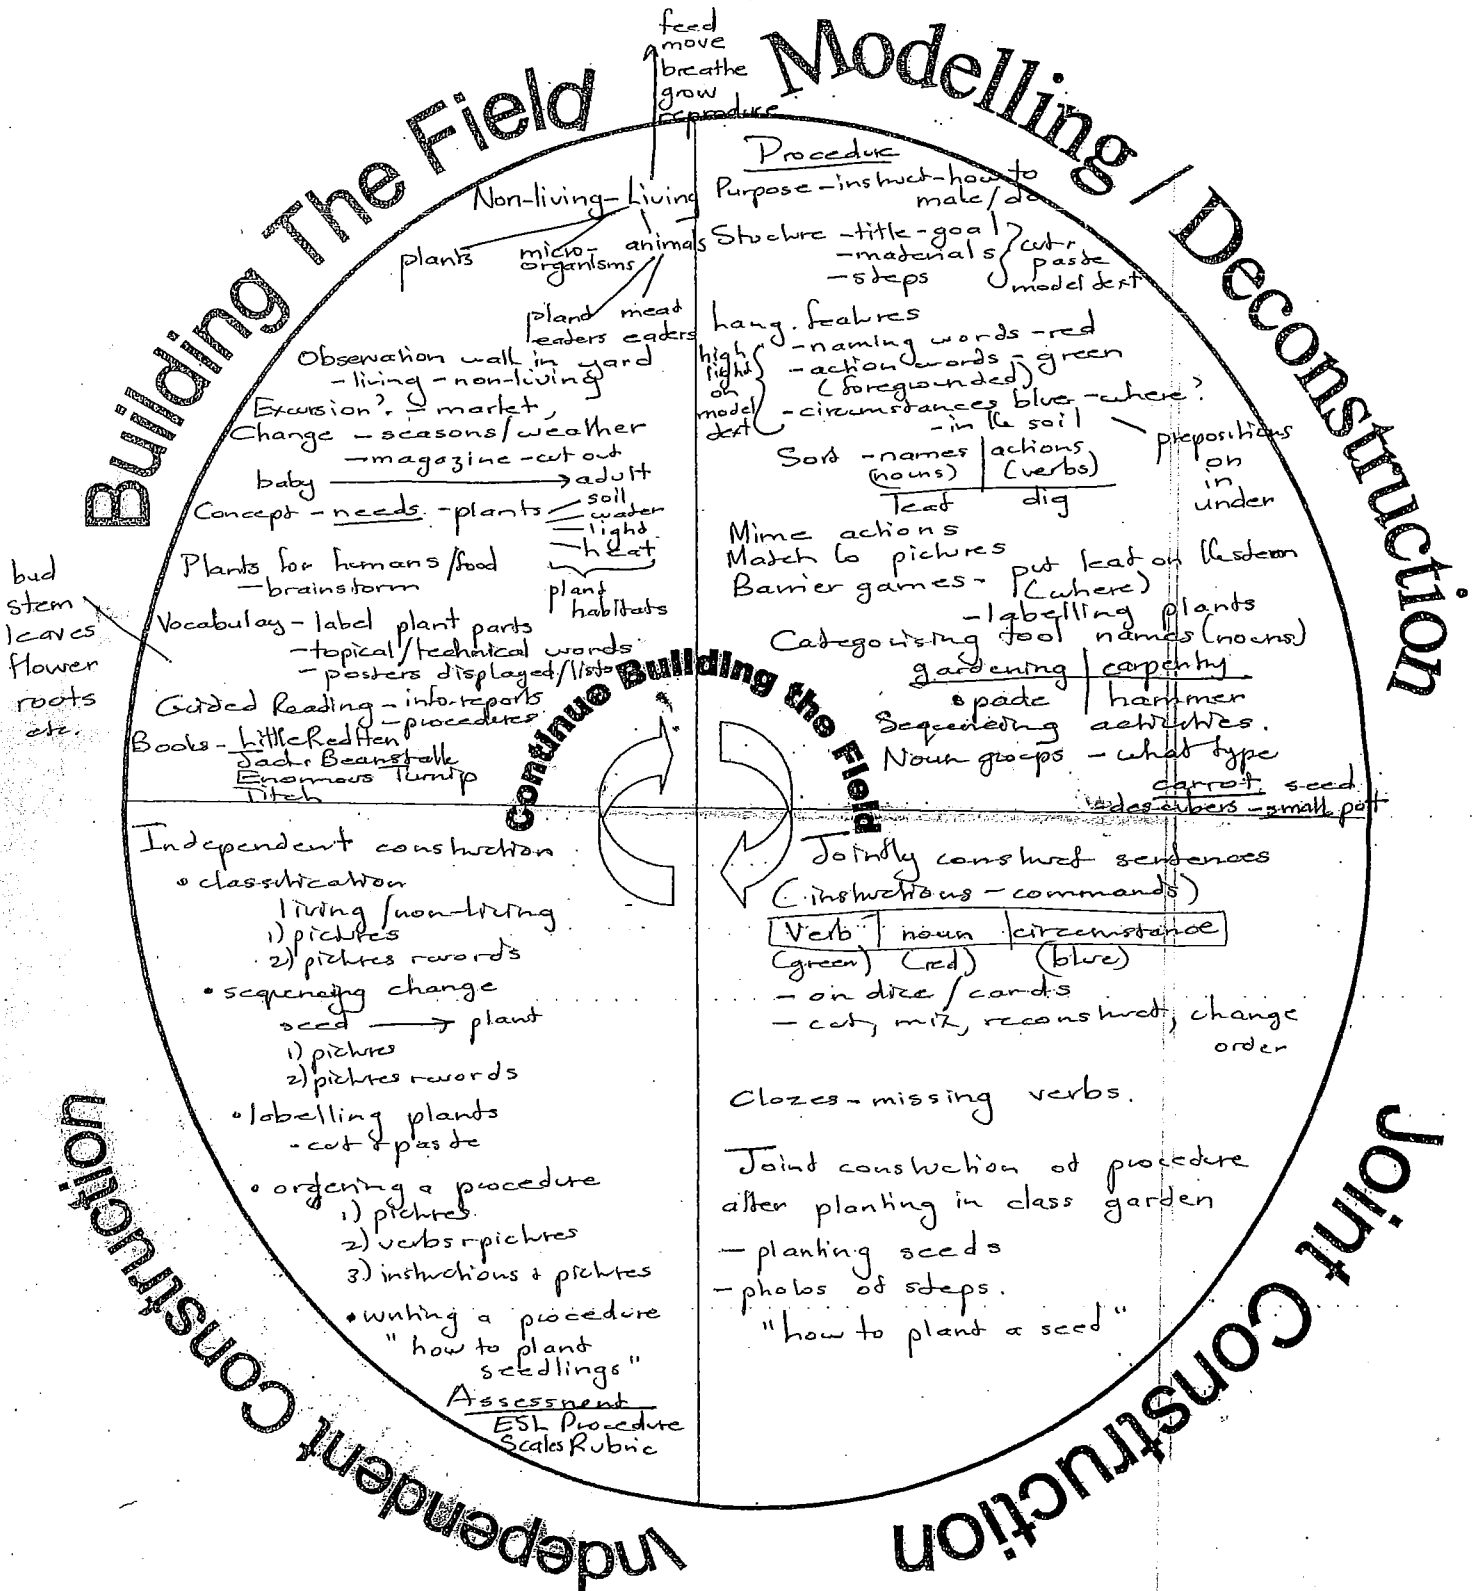 Building The Field
feed
move
breathe
grow
reproduce
Non-living - Living
plants
micro-organisms
animals
plant eaters
meat eaters
Observation walk in yard
- living - non-living
Excursion? - market,
Change - seasons/weather
- magazine - cut out
baby → adult
Concept - needs - plants
soil
water
light
heat
plant habitats
Plants for humans/food
- brainstorm
Vocabulary - label plant parts
- topical/technical words
- posters displayed/lists
bud
stem
leaves
flower
roots
etc.
Guided Reading - info-reports
- procedures
Books - Little Red Hen
Jack & Beanstalk
Enormous Turnip
Titch
Modelling / Deconstruction
Procedure
Purpose - instruct - how to
make/do
Structure - title - goal
- materials
- steps
cut &
paste
model text
Lang. features
high
light
on
model
text
- naming words - red
- action words - green
(foregrounded)
- circumstances blue - where?
- in the soil
prepositions
on
in
under
Sort - names | actions
(nouns) | (verbs)
leaf | dig
Mime actions
Match to pictures
Barrier games - put leaf on the stem
(where)
- labelling plants
Categorising tool names (nouns)
gardening | carpentry
spade | hammer
Sequencing activities.
Noun groups - what type
carrot seed
- describers - small pot
Continue Building the Field
Jointly construct sentences
(instructions - commands)
Verb | noun | circumstance
(green) (red) (blue)
- on dice/cards
- cut, mix, reconstruct, change
order
Clozes - missing verbs.
Joint construction of procedure
after planting in class garden
- planting seeds
- photos of steps.
"how to plant a seed"
Joint Construction
Independent construction
• classification
living/non-living
1) pictures
2) pictures & words
• sequencing change
seed → plant
1) pictures
2) pictures & words
• labelling plants
- cut & paste
• ordering a procedure
1) pictures
2) verbs & pictures
3) instructions & pictures
• writing a procedure
"how to plant
seedlings"
Assessment
ESL Procedure
Scales Rubric
Independent Construction